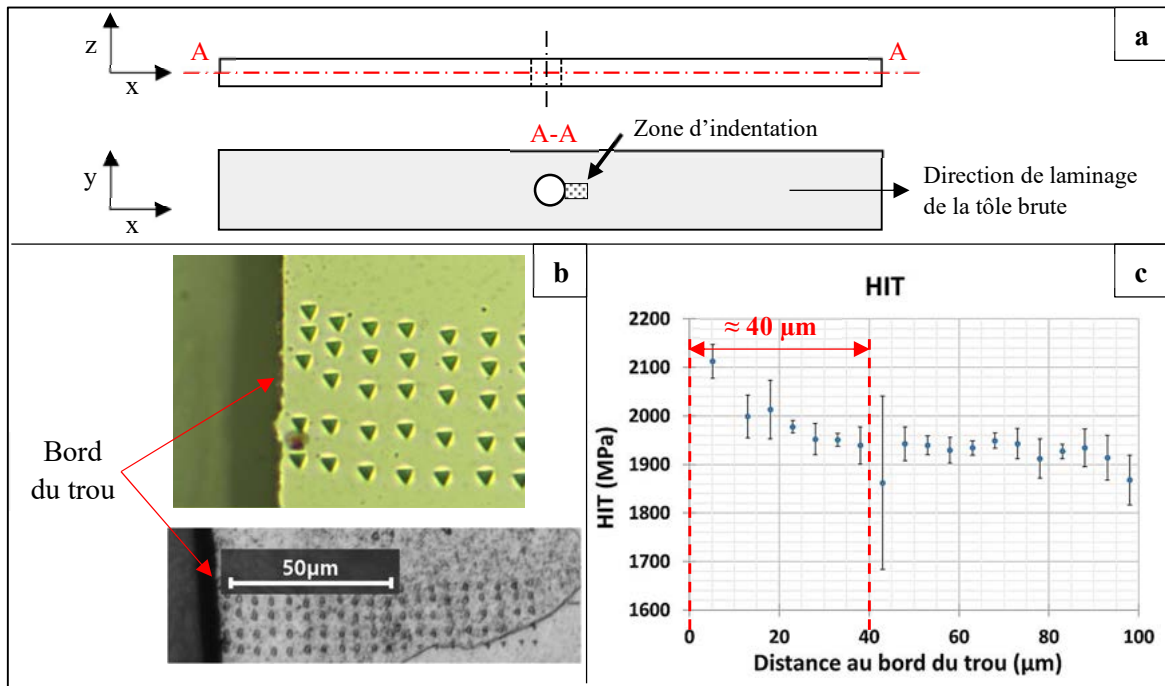 a
z
x
A
A
A-A
Zone d'indentation
y
x
Direction de laminage
de la tôle brute
b
Bord
du trou
50µm
c
HIT
≈ 40 µm
HIT (MPa)
2200
2100
2000
1900
1800
1700
1600
0 20 40 60 80 100
Distance au bord du trou (µm)